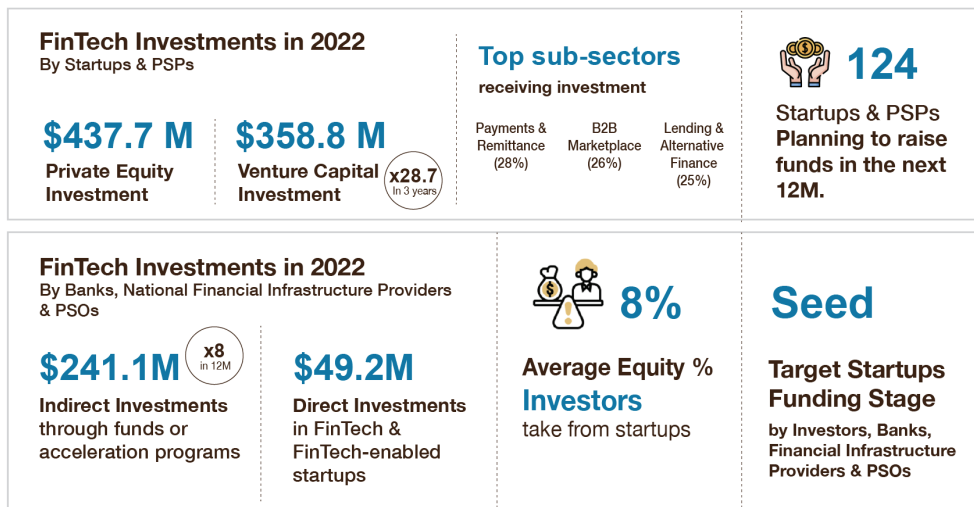 FinTech Investments in 2022
By Startups & PSPs
$437.7 M
Private Equity
Investment
$358.8 M
Venture Capital
Investment
x28.7
In 3 years
Top sub-sectors
receiving investment
Payments &
Remittance
(28%)
B2B
Marketplace
(26%)
Lending &
Alternative
Finance
(25%)
$
124
Startups & PSPs
Planning to raise
funds in the next
12M.
FinTech Investments in 2022
By Banks, National Financial Infrastructure Providers
& PSOs
$241.1M
x8
in 12M
Indirect Investments
through funds or
acceleration programs
$49.2M
Direct Investments
in FinTech &
FinTech-enabled
startups
$
!
8%
Average Equity %
Investors
take from startups
Seed
Target Startups
Funding Stage
by Investors, Banks,
Financial Infrastructure
Providers & PSOs